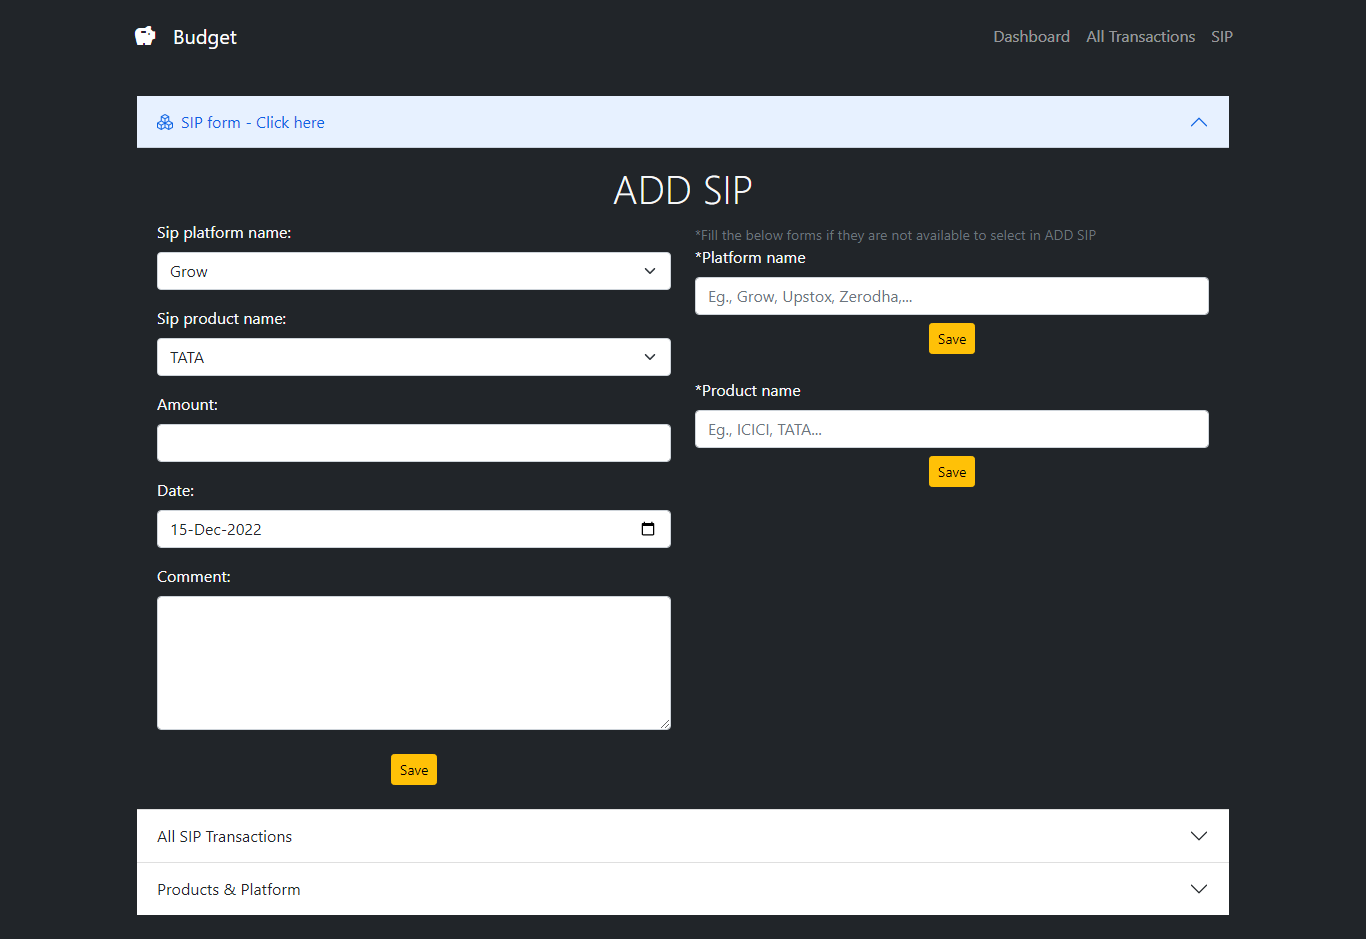 Budget
Dashboard All Transactions SIP
SIP form - Click here
ADD SIP
Sip platform name:
Grow
Sip product name:
TATA
Amount:
Date:
15-Dec-2022
Comment:
Save
*Fill the below forms if they are not available to select in ADD SIP
*Platform name
Eg., Grow, Upstox, Zerodha,...
Save
*Product name
Eg., ICICI, TATA...
Save
All SIP Transactions
Products & Platform